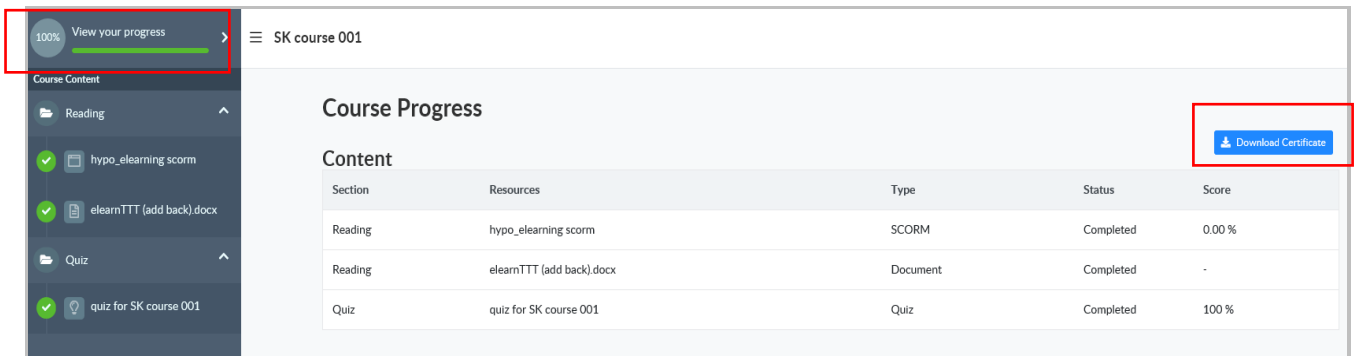 100% View your progress
SK course 001
Course Content
Reading
hypo_elearning scorm
elearnTTT (add back).docx
Quiz
quiz for SK course 001
Course Progress
Download Certificate
Content
Section Resources Type Status Score
Reading hypo_elearning scorm SCORM Completed 0.00 %
Reading elearnTTT (add back).docx Document Completed -
Quiz quiz for SK course 001 Quiz Completed 100 %